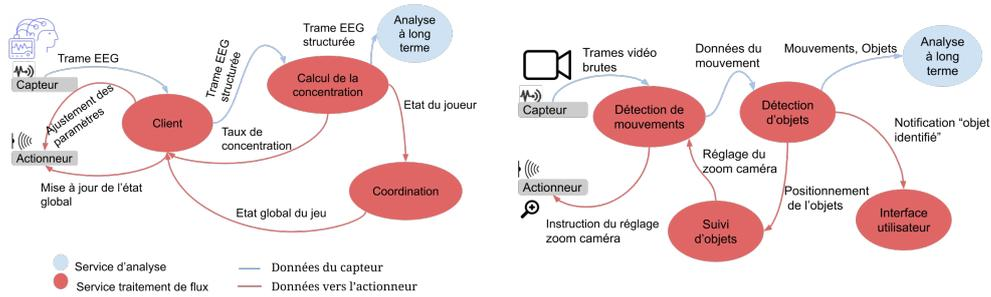 Trame EEG
Capteur
Ajustement des
paramètres
Actionneur
Mise à jour de l'état
global
Client
Trame EEG
structurée
Trame EEG
structurée
Analyse
à long
terme
Calcul de la
concentration
Taux de
concentration
Etat du joueur
Coordination
Etat global du jeu
Service d'analyse
Service traitement de flux
Données du capteur
Données vers l'actionneur
Trames vidéo
brutes
Capteur
Détection de
mouvements
Données du
mouvement
Mouvements, Objets
Analyse
à long
terme
Détection
d'objets
Notification “objet
identifié”
Réglage du
zoom caméra
Actionneur
Positionnement
de l'objets
Instruction du réglage
zoom caméra
Suivi
d'objets
Interface
utilisateur